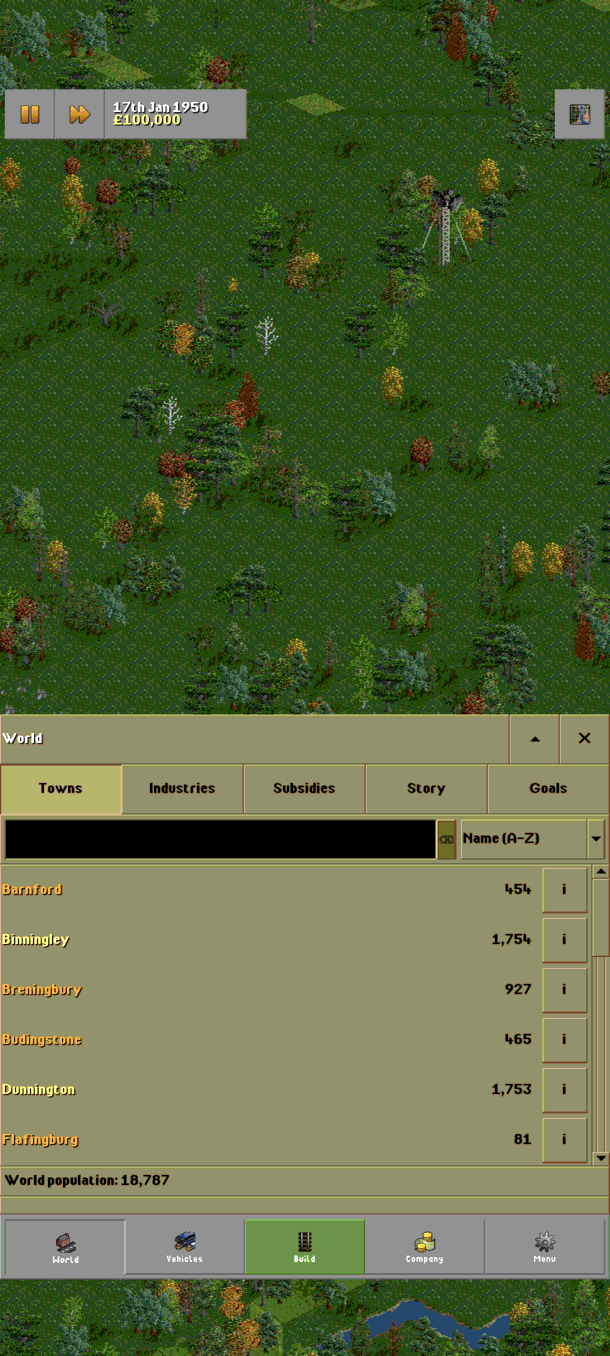 17th Jan 1950
£100,000
World
Towns Industries Subsidies Story Goals
Name (A-Z)
Barnford 454 i
Binningley 1,754 i
Breningbury 927 i
Budingstone 465 i
Dunnington 1,753 i
Flafingburg 81 i
World population: 18,787
World Vehicles Build Company Menu